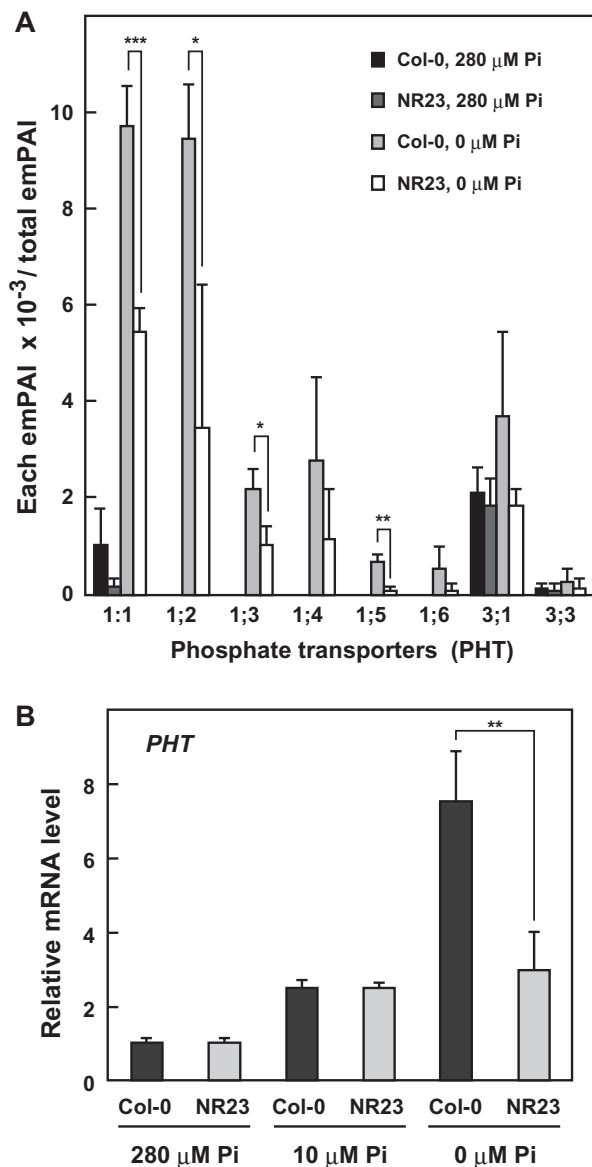 A
Each emPAI x 10⁻³ / total emPAI
10
8
6
4
2
0
*** * * **
Col-0, 280 μM Pi
NR23, 280 μM Pi
Col-0, 0 μM Pi
NR23, 0 μM Pi
1:1 1;2 1;3 1;4 1;5 1;6 3;1 3;3
Phosphate transporters (PHT)
B
PHT
Relative mRNA level
8
6
4
2
0
**
Col-0 NR23 Col-0 NR23 Col-0 NR23
280 μM Pi 10 μM Pi 0 μM Pi